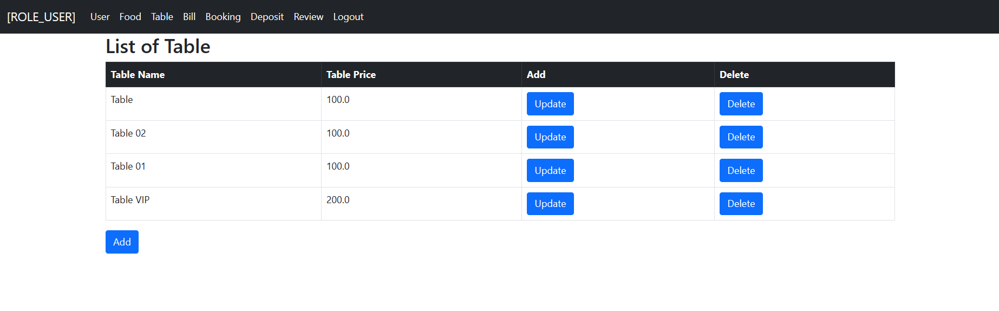 [ROLE_USER] User Food Table Bill Booking Deposit Review Logout
List of Table
Table Name Table Price Add Delete
Table 100.0 Update Delete
Table 02 100.0 Update Delete
Table 01 100.0 Update Delete
Table VIP 200.0 Update Delete
Add